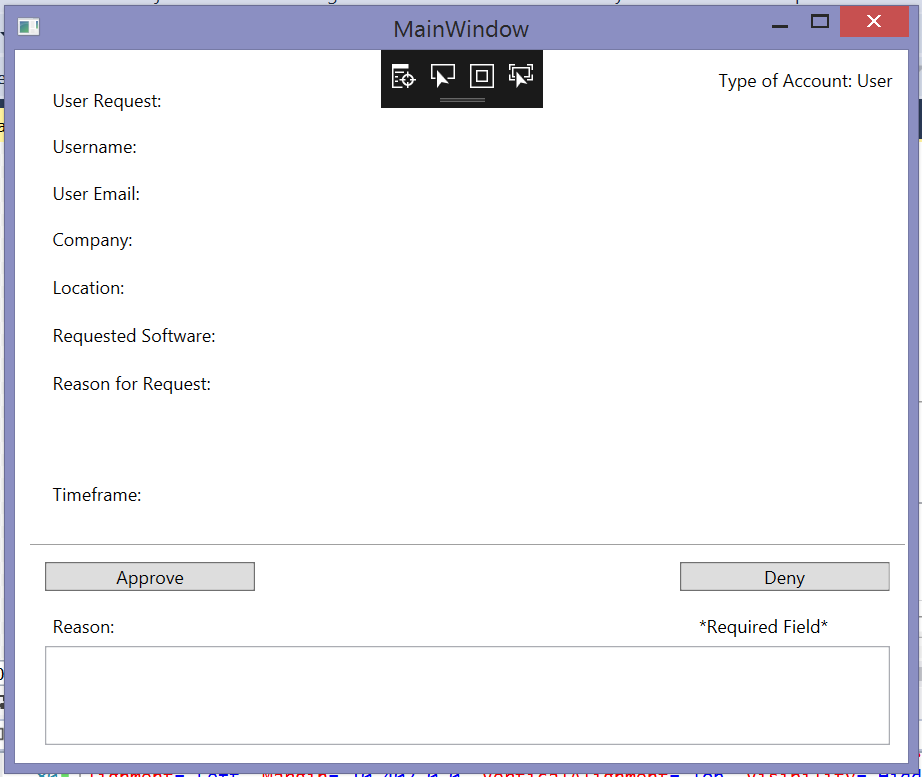 MainWindow
Type of Account: User
User Request:
Username:
User Email:
Company:
Location:
Requested Software:
Reason for Request:
Timeframe:
Approve
Deny
Reason:
*Required Field*